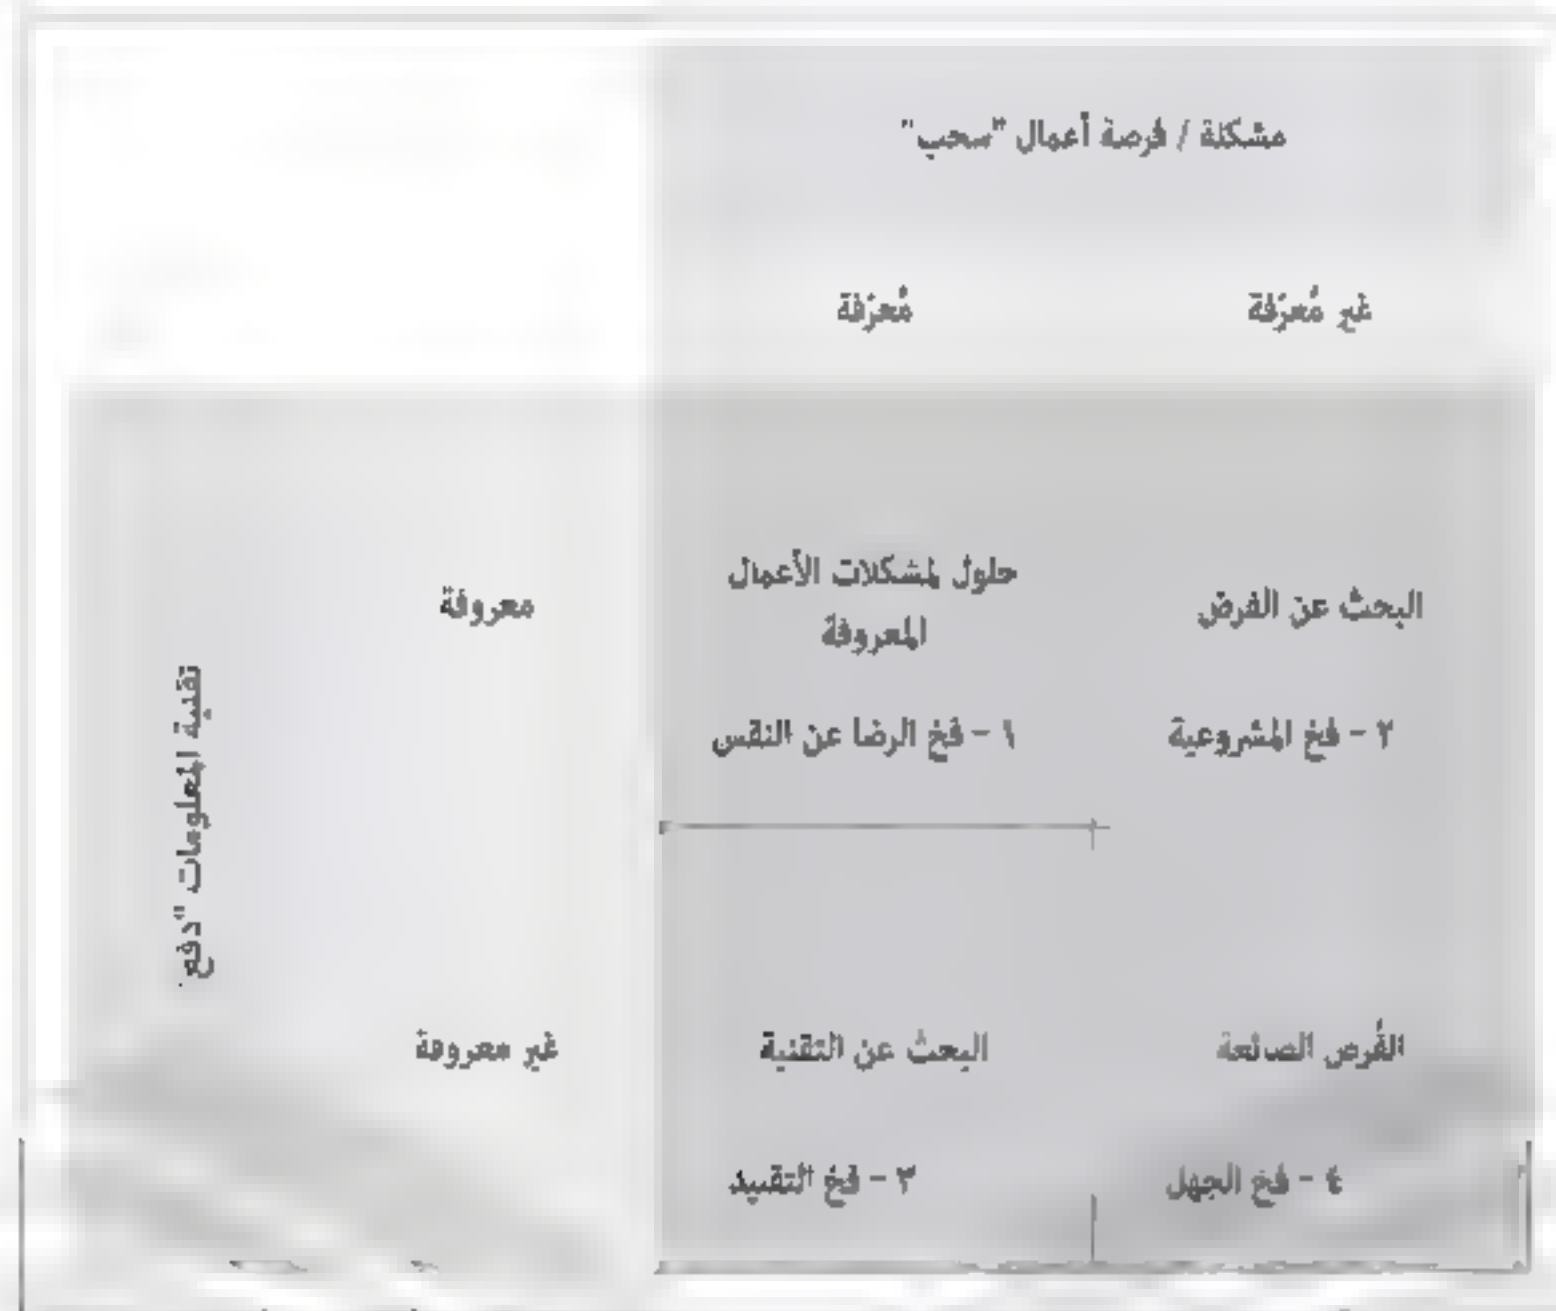 مشكلة / فرصة أعمال "سحب"
غير مُعرّفة
مُعرّفة
البحث عن الفرص
حلول لمشكلات الأعمال
المعروفة
معروفة
٢ - فخ المشروعية
١ - فخ الرضا عن النفس
تقنية المعلومات "دفع
الفُرص الضائعة
البحث عن التقنية
غير معروفة
٤ - فخ الجهل
٣ - فخ التقييد